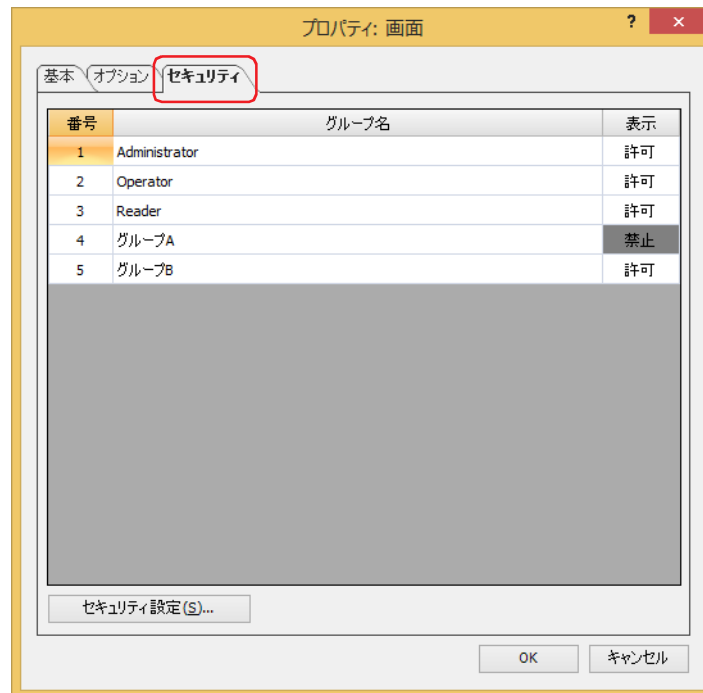 プロパティ: 画面 ? ×
基本 オプション セキュリティ
番号 グループ名 表示
1 Administrator 許可
2 Operator 許可
3 Reader 許可
4 グループA 禁止
5 グループB 許可
セキュリティ設定(S)...
OK キャンセル